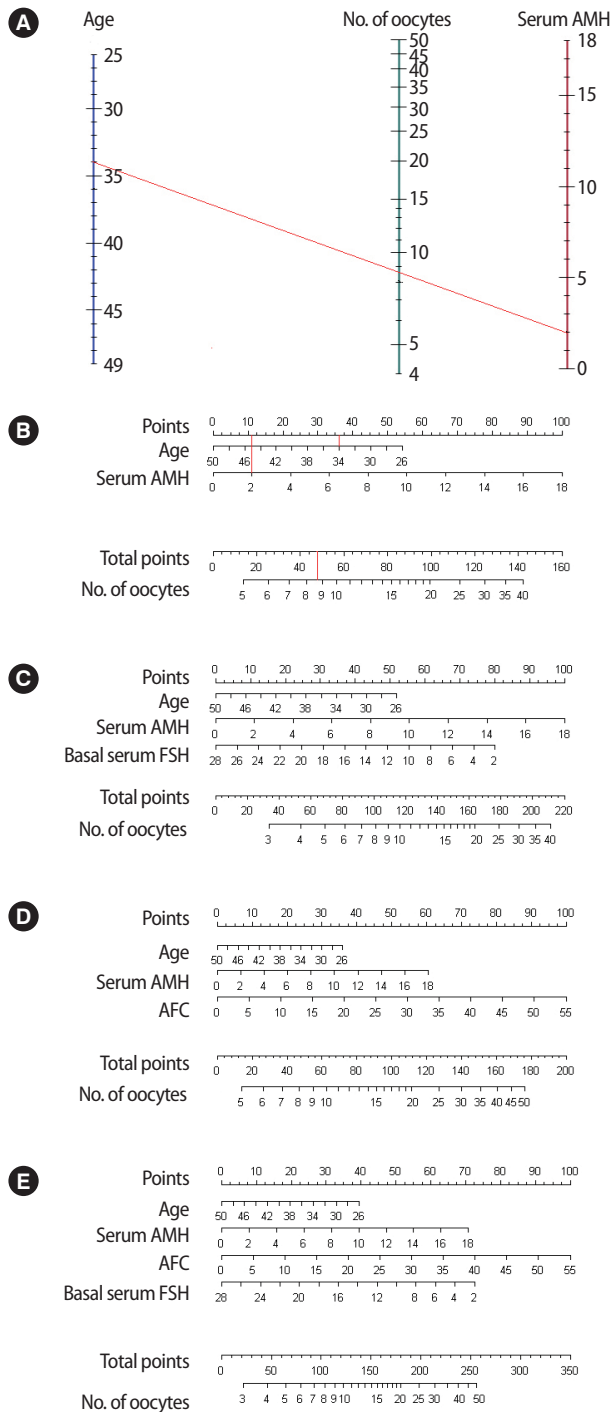 A
Age No. of oocytes Serum AMH
25 50 18
45
40
35 15
30 30
25
35 20 10
15
40 10
5
45
5
49 4 0
B
Points 0 10 20 30 40 50 60 70 80 90 100
Age 50 46 42 38 34 30 26
Serum AMH 0 2 4 6 8 10 12 14 16 18
Total points 0 20 40 60 80 100 120 140 160
No. of oocytes 5 6 7 8 9 10 15 20 25 30 35 40
C
Points 0 10 20 30 40 50 60 70 80 90 100
Age 50 46 42 38 34 30 26
Serum AMH 0 2 4 6 8 10 12 14 16 18
Basal serum FSH 28 26 24 22 20 18 16 14 12 10 8 6 4 2
Total points 0 20 40 60 80 100 120 140 160 180 200 220
No. of oocytes 3 4 5 6 7 8 9 10 15 20 25 30 35 40
D
Points 0 10 20 30 40 50 60 70 80 90 100
Age 50 46 42 38 34 30 26
Serum AMH 0 2 4 6 8 10 12 14 16 18
AFC 0 5 10 15 20 25 30 35 40 45 50 55
Total points 0 20 40 60 80 100 120 140 160 180 200
No. of oocytes 5 6 7 8 9 10 15 20 25 30 35 40 45 50
E
Points 0 10 20 30 40 50 60 70 80 90 100
Age 50 46 42 38 34 30 26
Serum AMH 0 2 4 6 8 10 12 14 16 18
AFC 0 5 10 15 20 25 30 35 40 45 50 55
Basal serum FSH 28 24 20 16 12 8 6 4 2
Total points 0 50 100 150 200 250 300 350
No. of oocytes 3 4 5 6 7 8 9 10 15 20 25 30 40 50